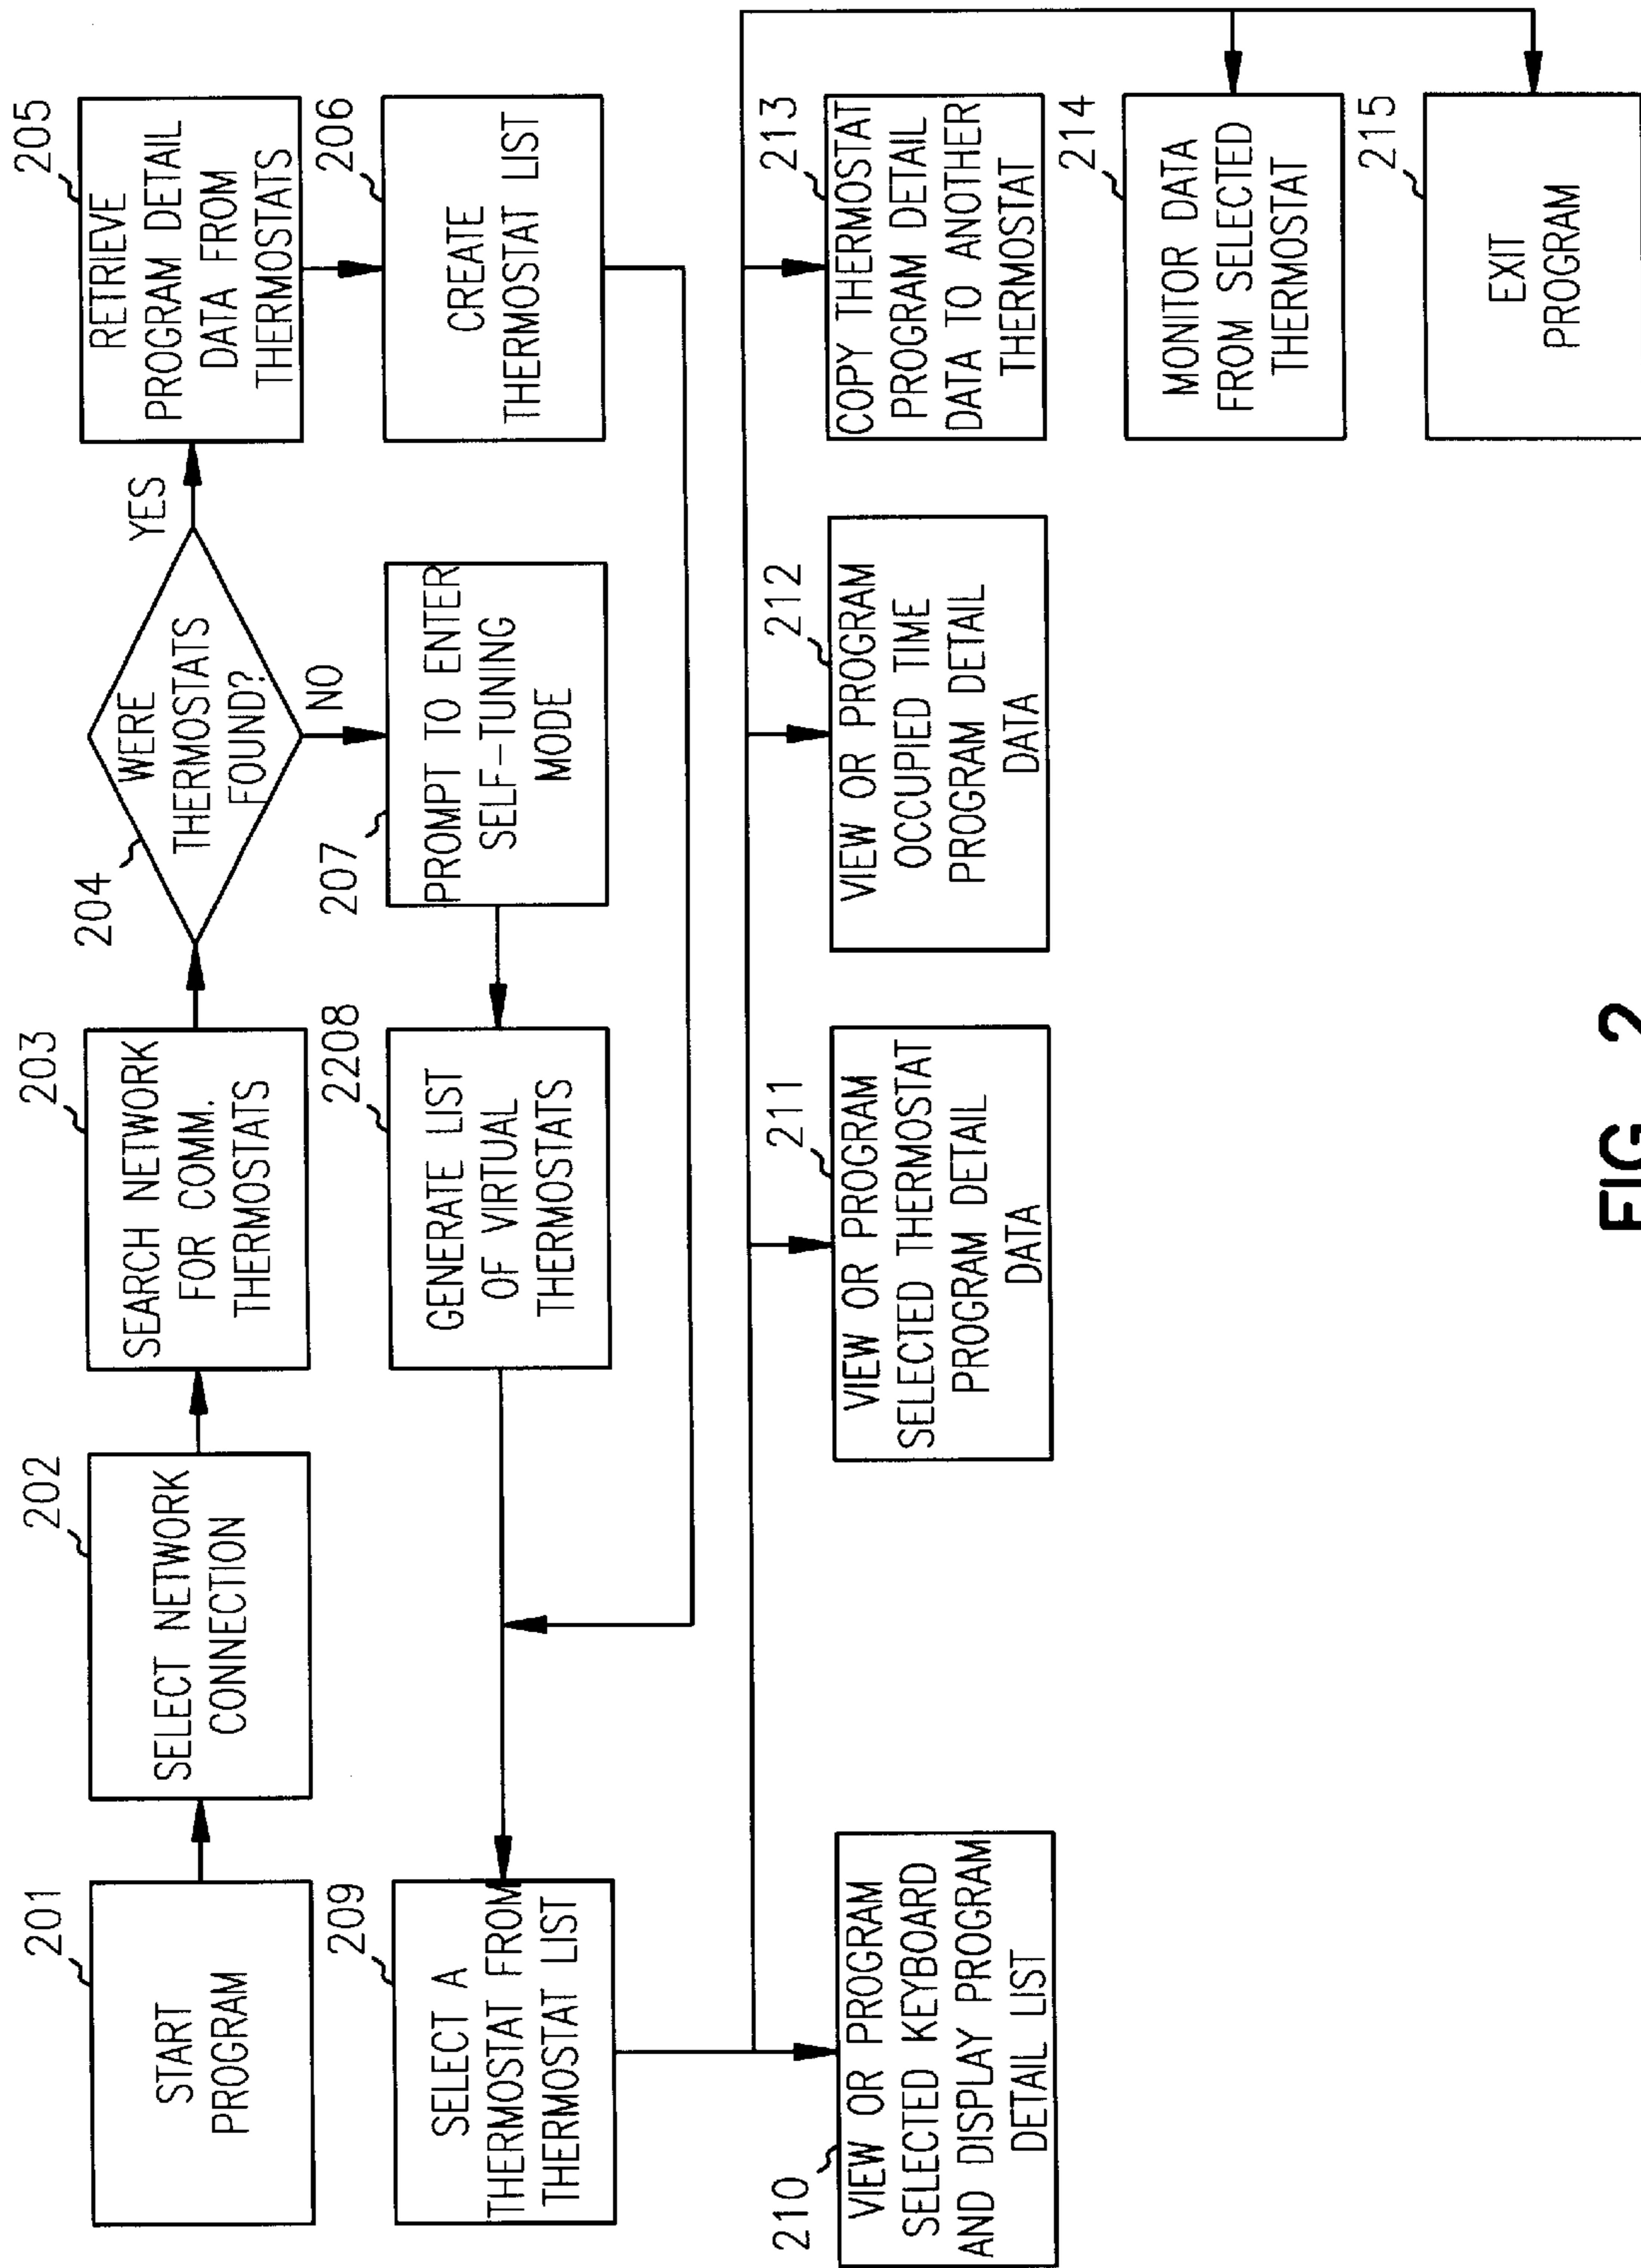 201
START
PROGRAM
202
SELECT NETWORK
CONNECTION
203
SEARCH NETWORK
FOR COMM.
THERMOSTATS
204
WERE
THERMOSTATS
FOUND?
YES
NO
205
RETRIEVE
PROGRAM DETAIL
DATA FROM
THERMOSTATS
206
CREATE
THERMOSTAT LIST
207
PROMPT TO ENTER
SELF-TUNING
MODE
2208
GENERATE LIST
OF VIRTUAL
THERMOSTATS
209
SELECT A
THERMOSTAT FROM
THERMOSTAT LIST
210
VIEW OR PROGRAM
SELECTED KEYBOARD
AND DISPLAY PROGRAM
DETAIL LIST
211
VIEW OR PROGRAM
SELECTED THERMOSTAT
PROGRAM DETAIL
DATA
212
VIEW OR PROGRAM
OCCUPIED TIME
PROGRAM DETAIL
DATA
213
COPY THERMOSTAT
PROGRAM DETAIL
DATA TO ANOTHER
THERMOSTAT
214
MONITOR DATA
FROM SELECTED
THERMOSTAT
215
EXIT
PROGRAM
FIG. 2